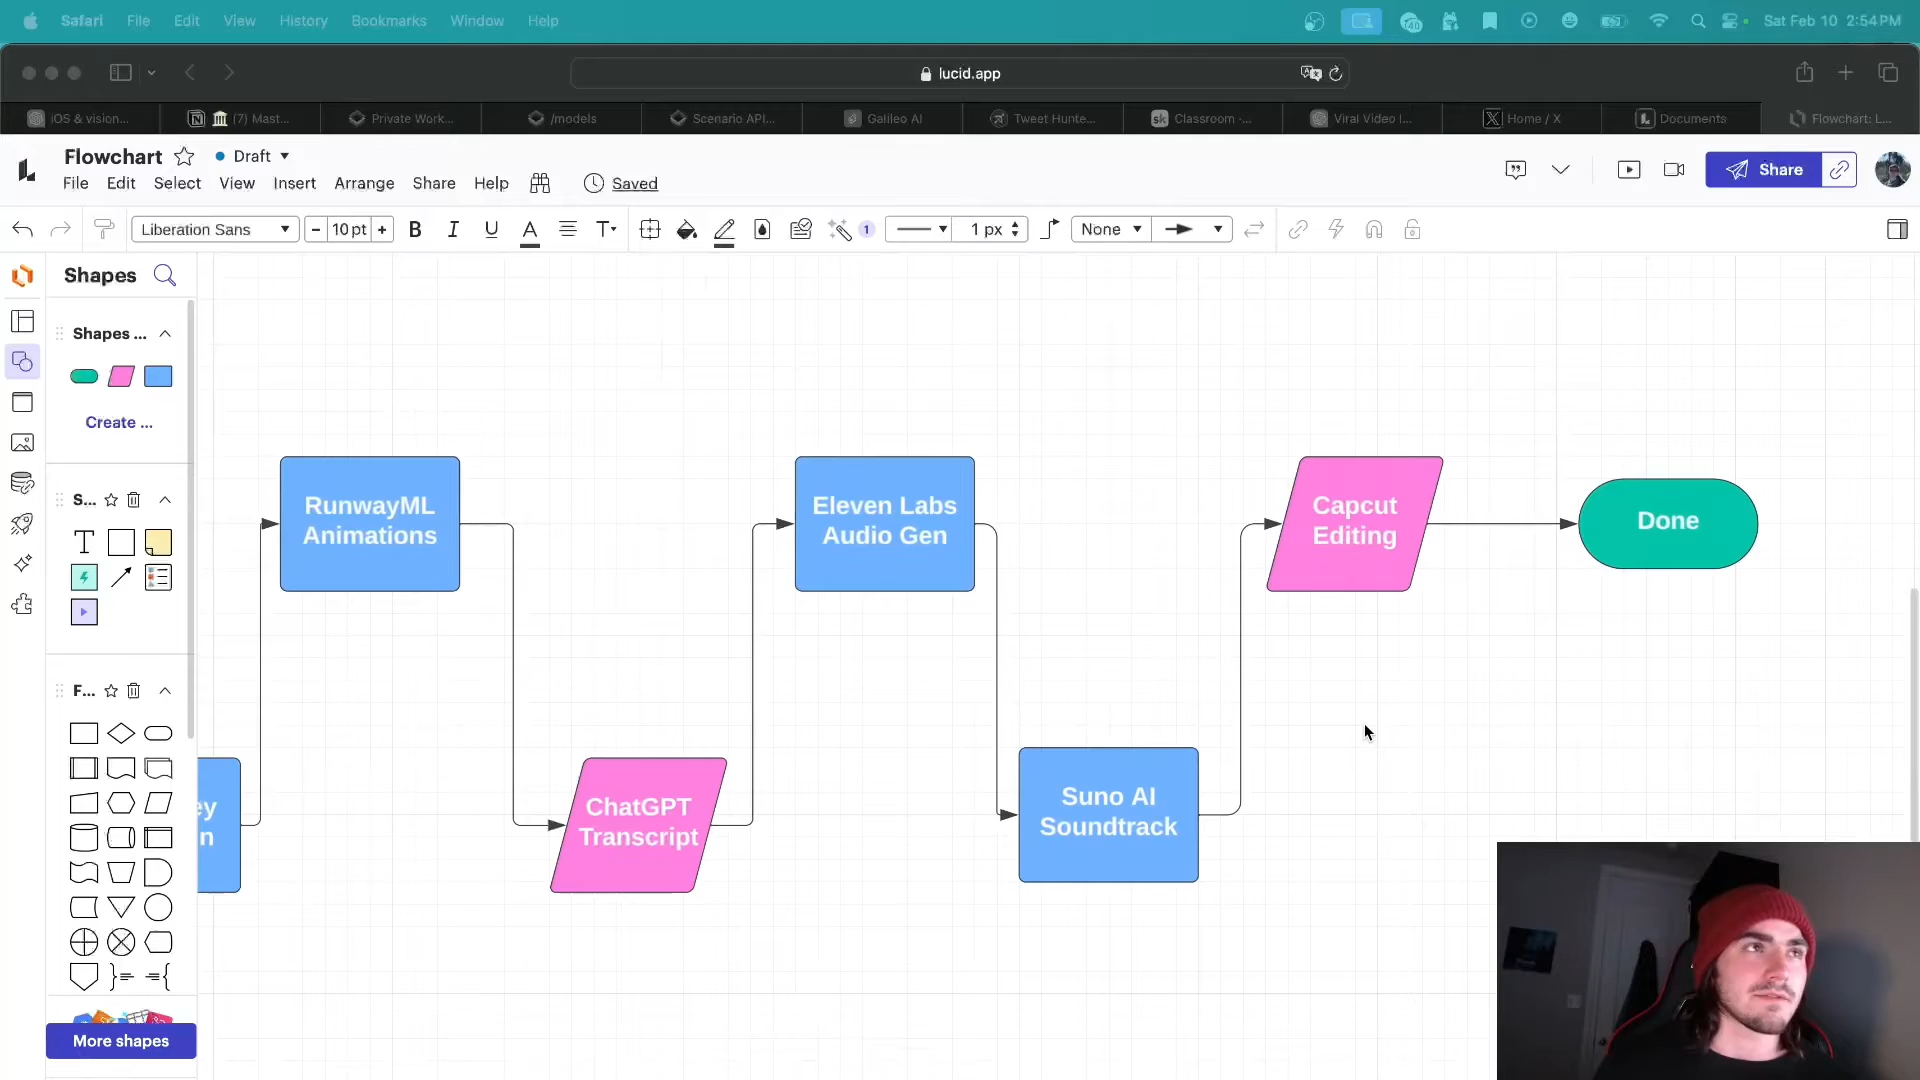 Safari File Edit View History Bookmarks Window Help
40
Sat Feb 10 2:54 PM
lucid.app
iOS & vision...
(7) Mast...
Private Work...
/models
Scenario API...
Galileo AI
Tweet Hunte...
sk Classroom -...
Viral Video I...
Home / X
Documents
Flowchart: L...
Flowchart
Draft
File Edit Select View Insert Arrange Share Help
Saved
Share
Liberation Sans
− 10 pt +
B I U A T
1
1 px
None
Shapes
Shapes ...
Create ...
S...
T
F...
More shapes
RunwayML
Animations
Eleven Labs
Audio Gen
Capcut
Editing
Done
ey
n
ChatGPT
Transcript
Suno AI
Soundtrack